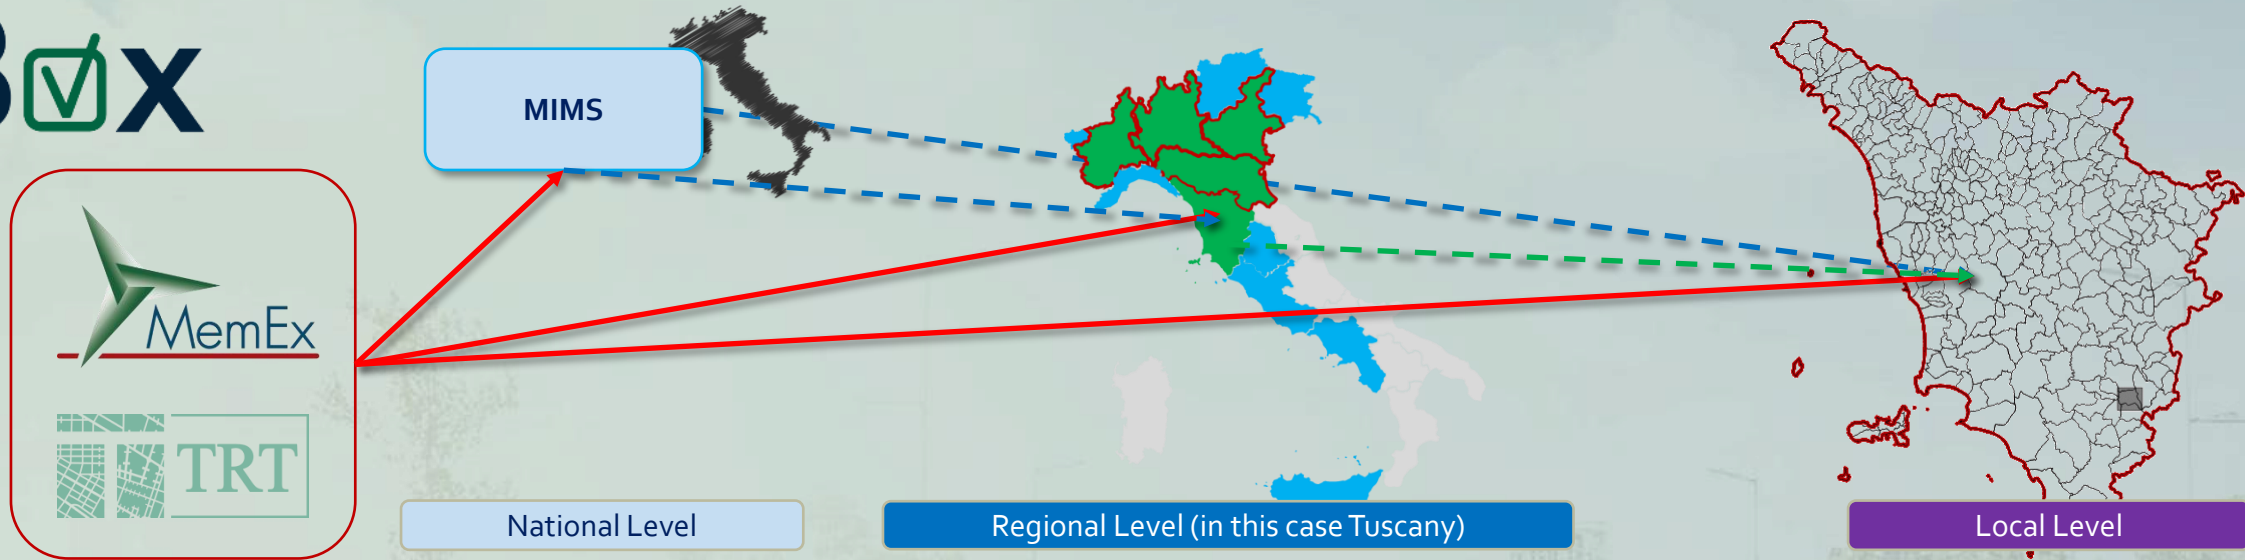 MIMS
MemEx
TRT
National Level
Regional Level (in this case Tuscany)
Local Level